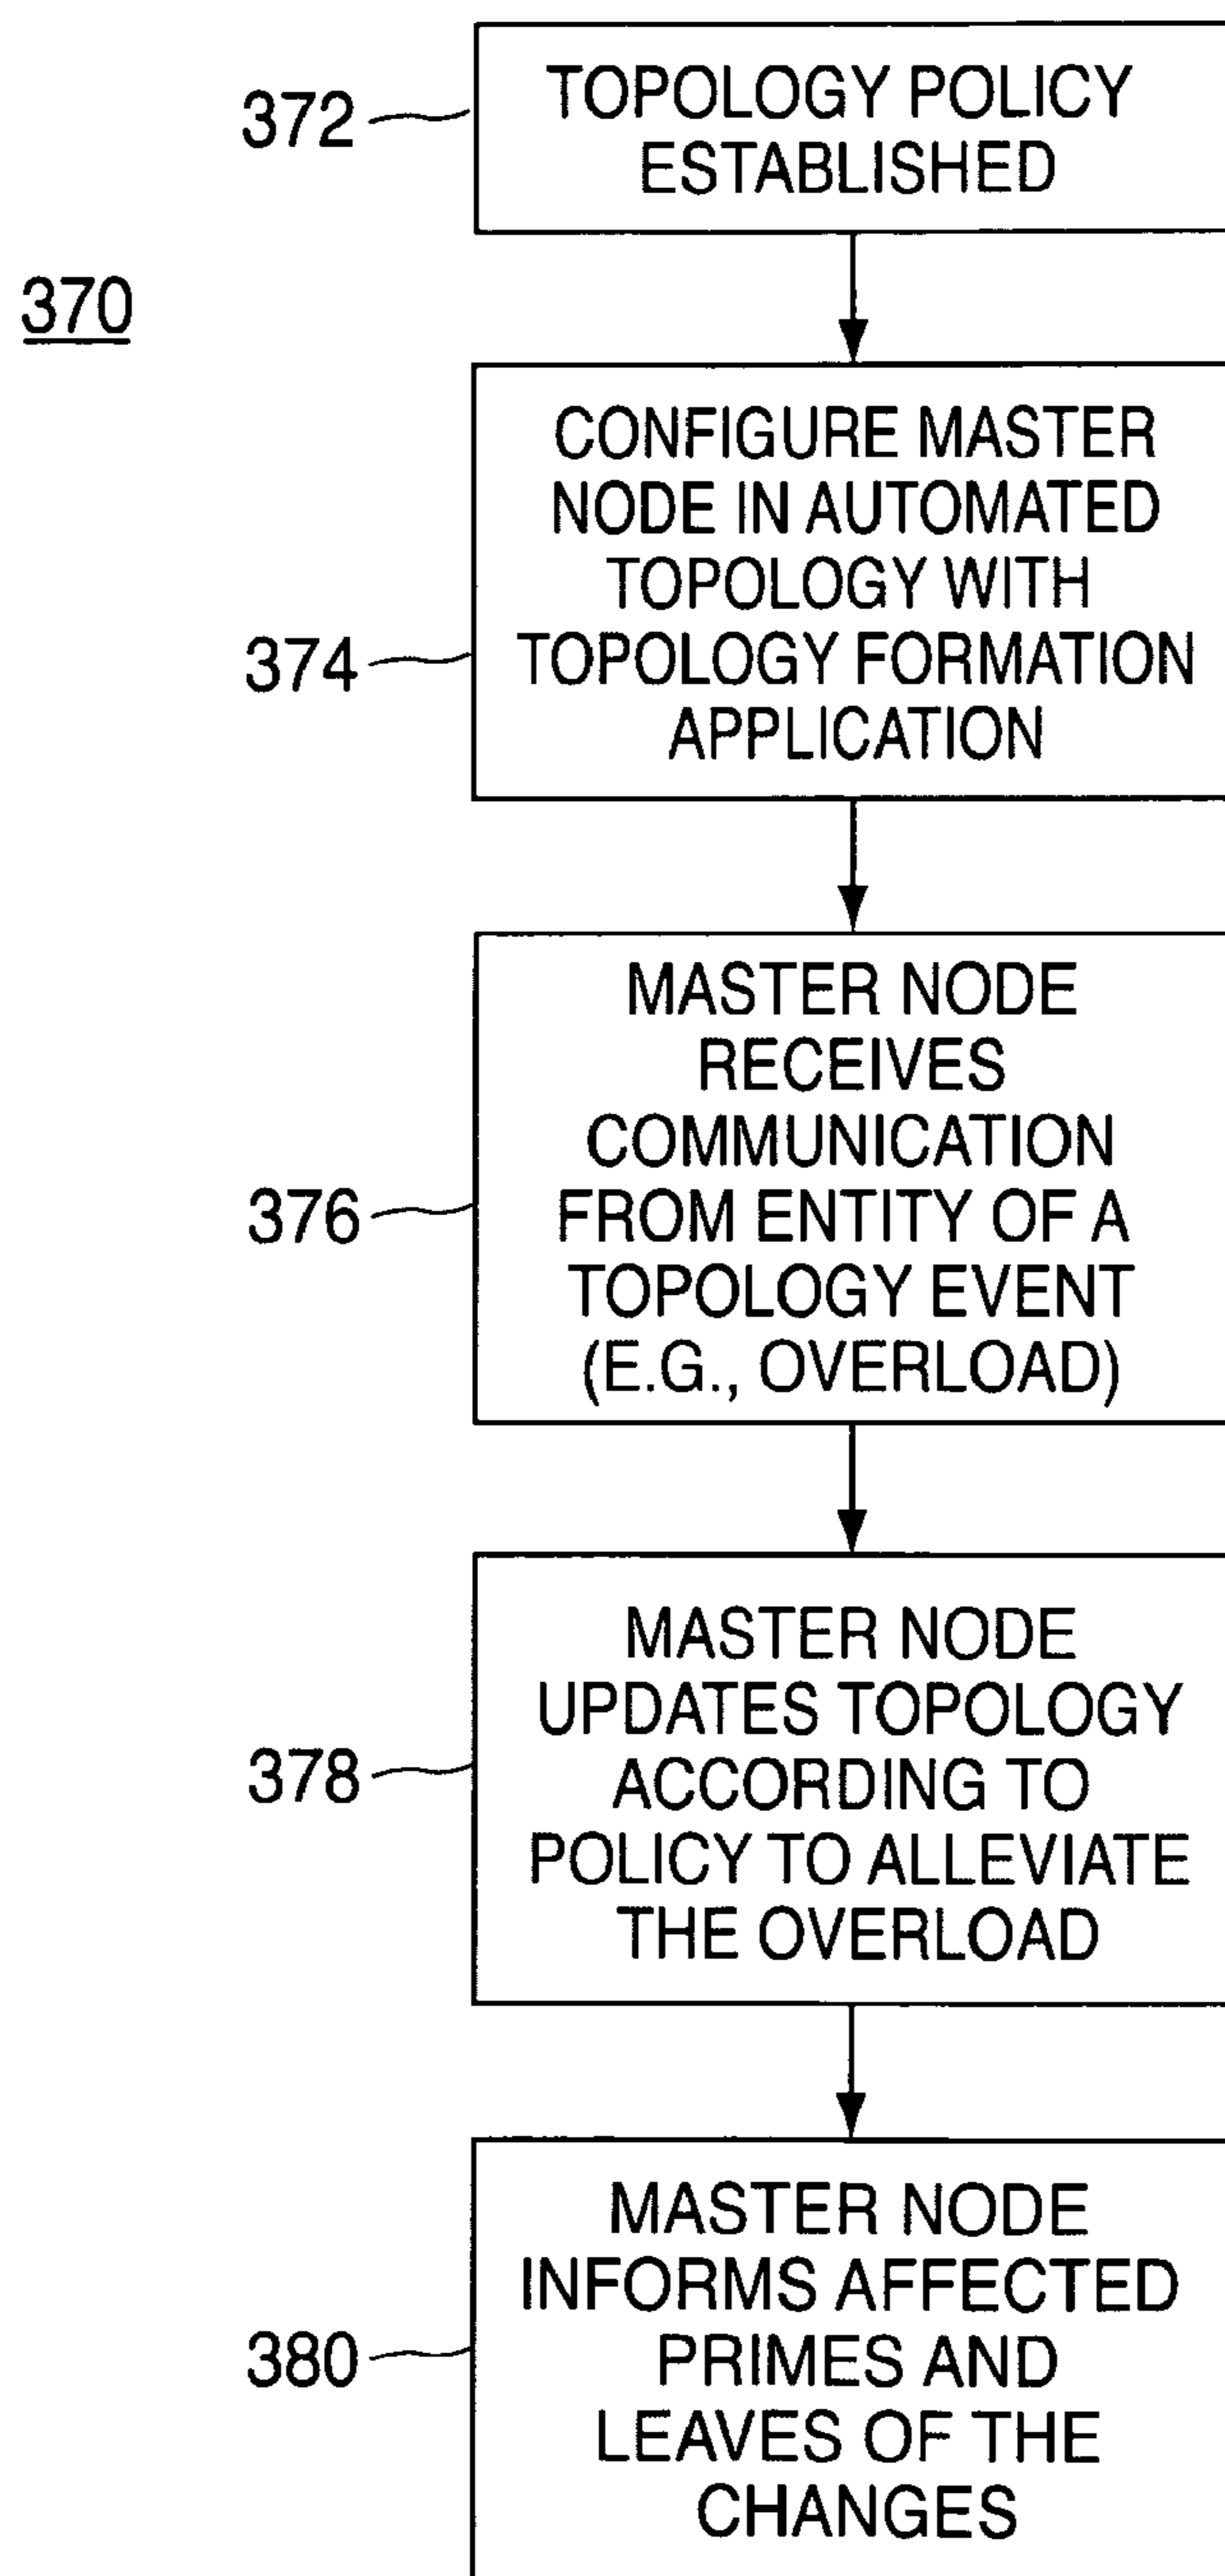 372
TOPOLOGY POLICY
ESTABLISHED
370
CONFIGURE MASTER
NODE IN AUTOMATED
TOPOLOGY WITH
374
TOPOLOGY FORMATION
APPLICATION
MASTER NODE
RECEIVES
COMMUNICATION
376
FROM ENTITY OF A
TOPOLOGY EVENT
(E.G., OVERLOAD)
MASTER NODE
UPDATES TOPOLOGY
378
ACCORDING TO
POLICY TO ALLEVIATE
THE OVERLOAD
MASTER NODE
INFORMS AFFECTED
380
PRIMES AND
LEAVES OF THE
CHANGES